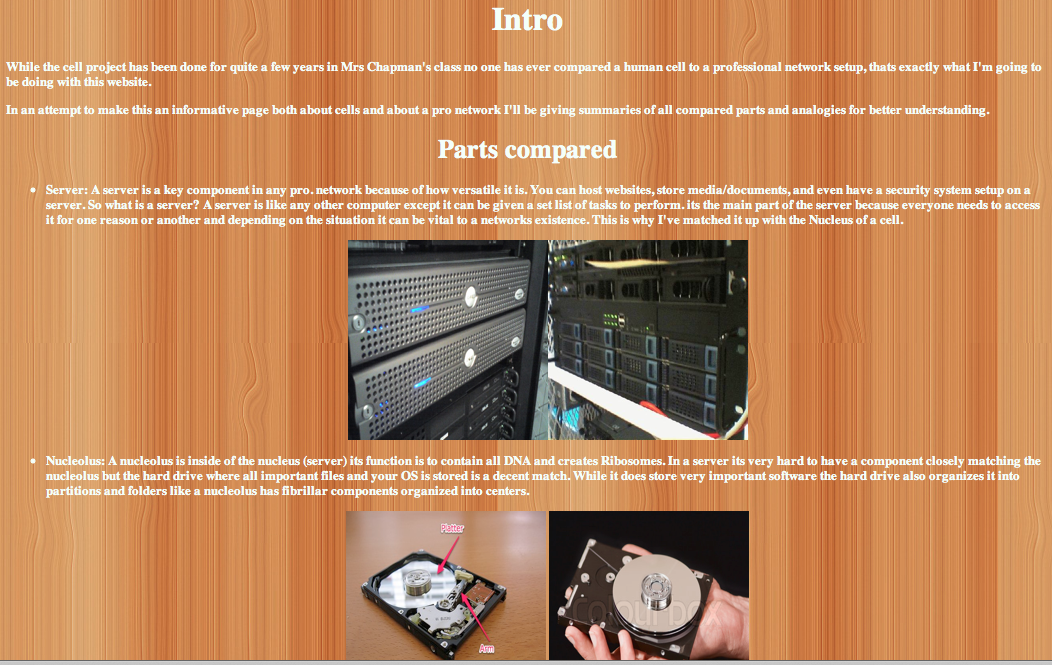 Intro
While the cell project has been done for quite a few years in Mrs Chapman's class no one has ever compared a human cell to a professional network setup, thats exactly what I'm going to
be doing with this website.
In an attempt to make this an informative page both about cells and about a pro network I'll be giving summaries of all compared parts and analogies for better understanding.
Parts compared
• Server: A server is a key component in any pro. network because of how versatile it is. You can host websites, store media/documents, and even have a security system setup on a
server. So what is a server? A server is like any other computer except it can be given a set list of tasks to perform. its the main part of the server because everyone needs to access
it for one reason or another and depending on the situation it can be vital to a networks existence. This is why I've matched it up with the Nucleus of a cell.
• Nucleolus: A nucleolus is inside of the nucleus (server) its function is to contain all DNA and creates Ribosomes. In a server its very hard to have a component closely matching the
nucleolus but the hard drive where all important files and your OS is stored is a decent match. While it does store very important software the hard drive also organizes it into
partitions and folders like a nucleolus has fibrillar components organized into centers.
Platter
Arm
colourbox